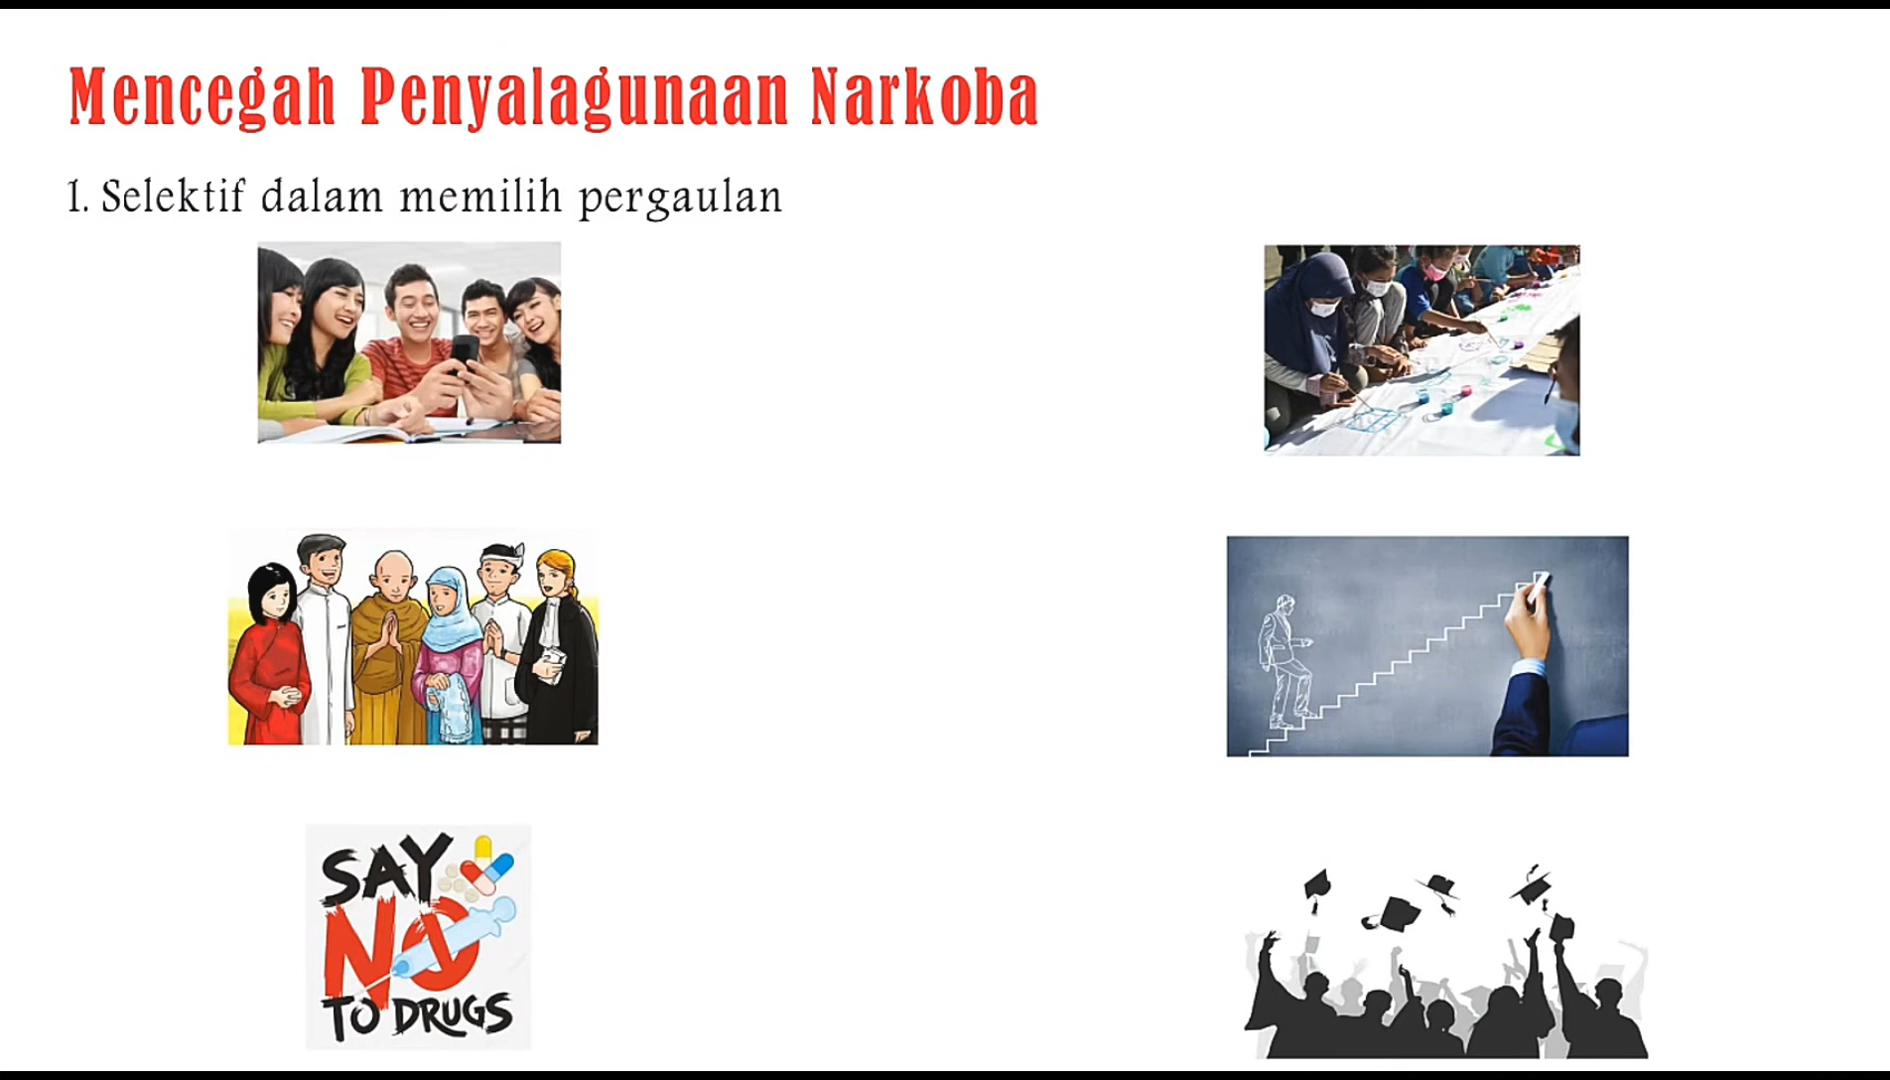 Mencegah Penyalagunaan Narkoba
1. Selektif dalam memilih pergaulan
SAY
NO
TO DRUGS